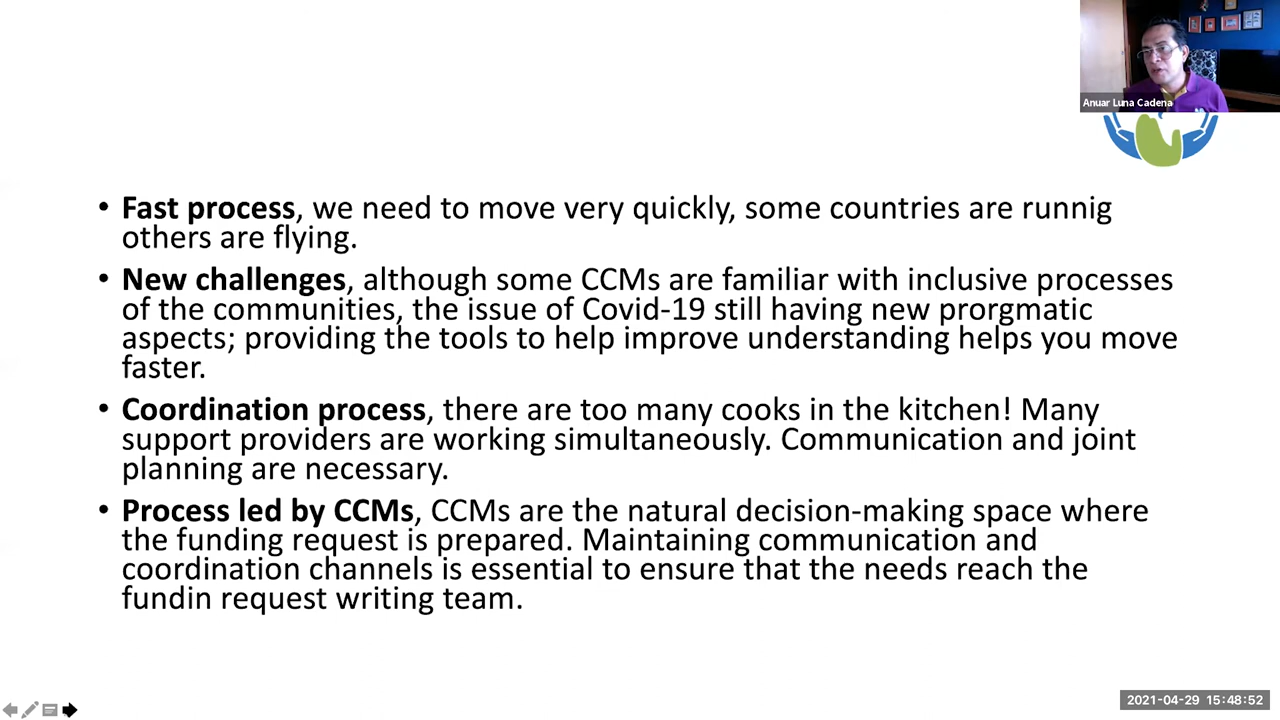 Anuar Luna Cadena
• Fast process, we need to move very quickly, some countries are runnig
others are flying.
• New challenges, although some CCMs are familiar with inclusive processes
of the communities, the issue of Covid-19 still having new prorgmatic
aspects; providing the tools to help improve understanding helps you move
faster.
• Coordination process, there are too many cooks in the kitchen! Many
support providers are working simultaneously. Communication and joint
planning are necessary.
• Process led by CCMs, CCMs are the natural decision-making space where
the funding request is prepared. Maintaining communication and
coordination channels is essential to ensure that the needs reach the
fundin request writing team.
2021-04-29 15:48:52